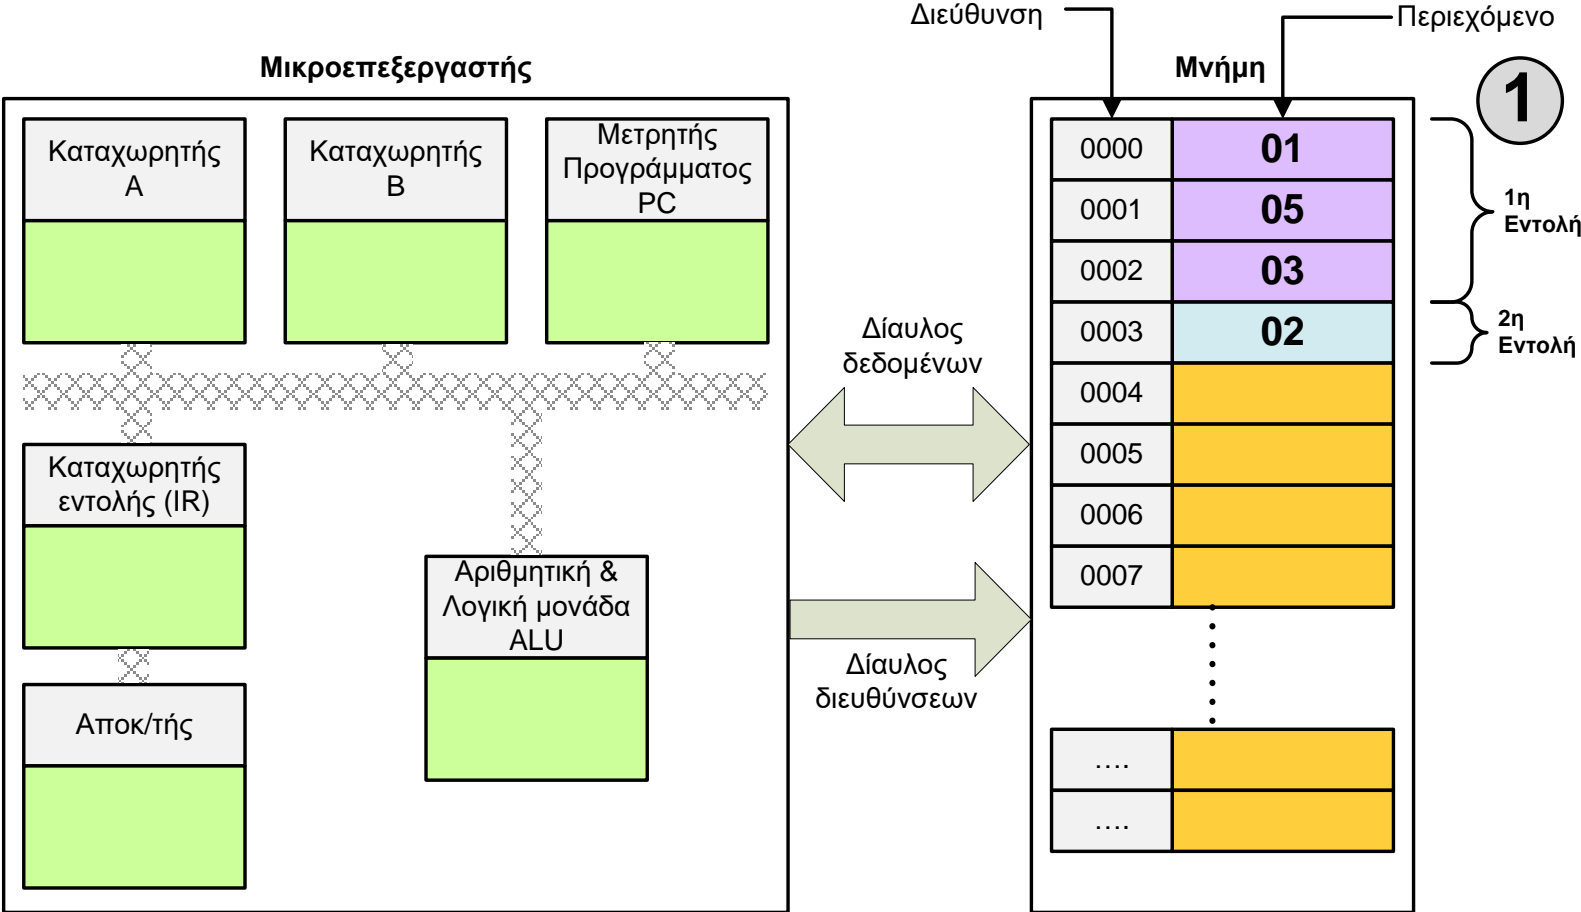 Διεύθυνση
Περιεχόμενο
Μικροεπεξεργαστής
Μνήμη
1
Καταχωρητής
Α
Καταχωρητής
Β
Μετρητής
Προγράμματος
PC
0000
01
0001
05
0002
03
0003
02
0004
0005
0006
0007
....
....
1η
Εντολή
2η
Εντολή
Δίαυλος
δεδομένων
Καταχωρητής
εντολής (IR)
Αριθμητική &
Λογική μονάδα
ALU
Δίαυλος
διευθύνσεων
Αποκ/τής